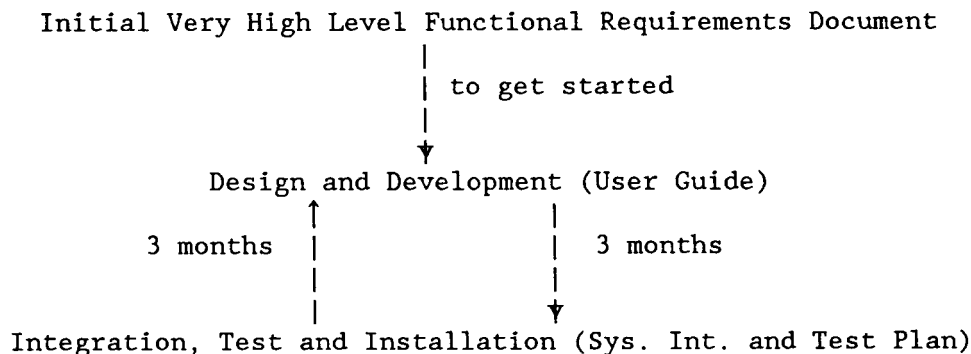 Initial Very High Level Functional Requirements Document
to get started
Design and Development (User Guide)
3 months
3 months
Integration, Test and Installation (Sys. Int. and Test Plan)